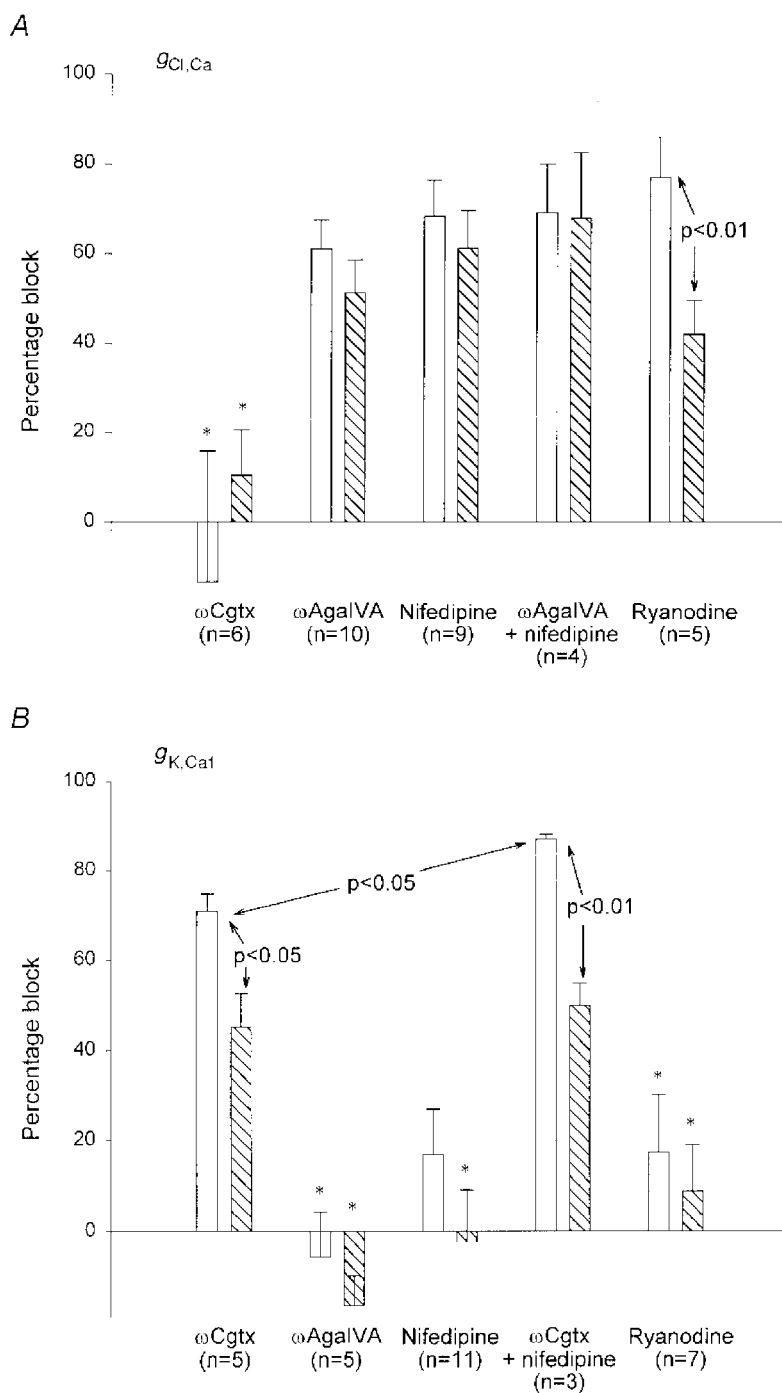 A
gCl,Ca
100
80
60
40
20
0
Percentage block
p<0.01
*
*
ωCgtx
(n=6)
ωAgaIVA
(n=10)
Nifedipine
(n=9)
ωAgaIVA
+ nifedipine
(n=4)
Ryanodine
(n=5)
B
gK,Ca1
100
80
60
40
20
0
Percentage block
p<0.05
p<0.05
p<0.01
*
*
*
*
*
ωCgtx
(n=5)
ωAgaIVA
(n=5)
Nifedipine
(n=11)
ωCgtx
+ nifedipine
(n=3)
Ryanodine
(n=7)